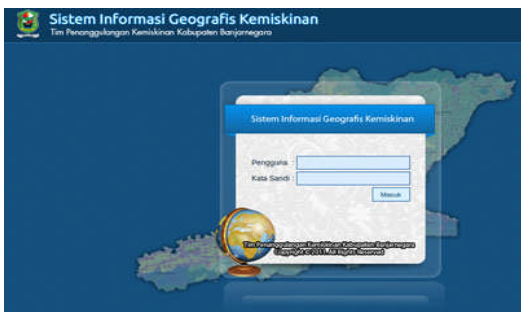 Sistem Informasi Geografis Kemiskinan
Tim Penanggulangan Kemiskinan Kabupaten Banjarnegara
Sistem Informasi Geografis Kemiskinan
Pengguna :
Kata Sandi :
Masuk
Tim Penanggulangan Kemiskinan Kabupaten Banjarnegara
Copyright © 2011. All Rights Reserved